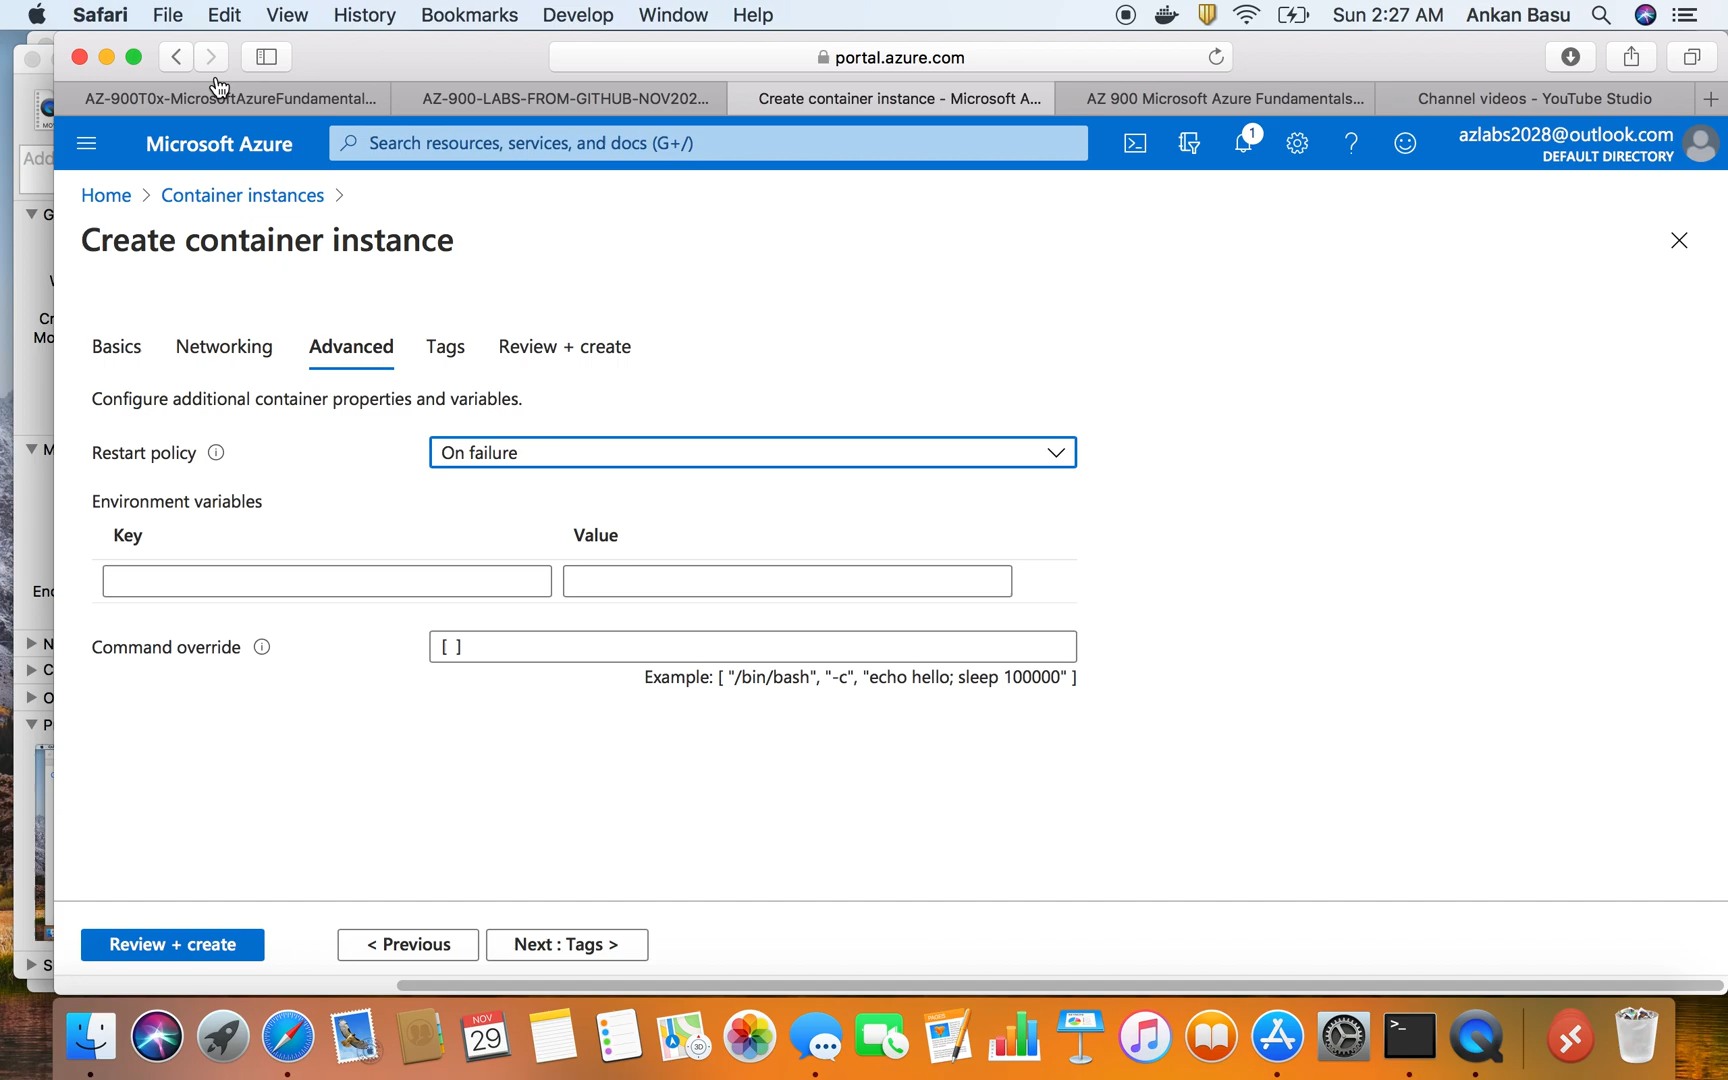 Safari File Edit View History Bookmarks Develop Window Help Sun 2:27 AM Ankan Basu
portal.azure.com
AZ-900T0x-MicrosoftAzureFundamental... AZ-900-LABS-FROM-GITHUB-NOV202... Create container instance - Microsoft A... AZ 900 Microsoft Azure Fundamentals... Channel videos - YouTube Studio
Microsoft Azure Search resources, services, and docs (G+/) 1 azlabs2028@outlook.com
DEFAULT DIRECTORY
Add
Home > Container instances >
Create container instance
Basics Networking Advanced Tags Review + create
Configure additional container properties and variables.
Restart policy On failure
Environment variables
Key Value
Command override [ ]
Example: [ "/bin/bash", "-c", "echo hello; sleep 100000" ]
Review + create < Previous Next : Tags >
NOV
29
3D